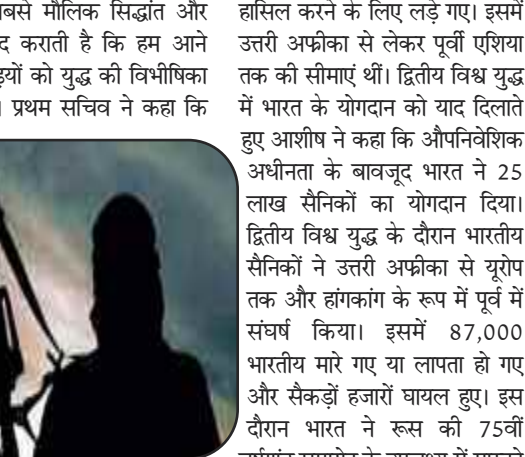 सबसे मौलिक सिद्धांत और
कराती है कि हम आने
को युद्ध की विभीषिका
प्रथम सचिव ने कहा कि
हासिल करने के लिए लड़े गए। इसमें
उत्तरी अफ्रीका से लेकर पूर्वी एशिया
तक की सीमाएं थीं। द्वितीय विश्व युद्ध
में भारत के योगदान को याद दिलाते
हुए आशीष ने कहा कि औपनिवेशिक
अधीनता के बावजूद भारत ने 25
लाख सैनिकों का योगदान दिया।
द्वितीय विश्व युद्ध के दौरान भारतीय
सैनिकों ने उत्तरी अफ्रीका से यूरोप
तक और हांगकांग के रूप में पूर्व में
संघर्ष किया। इसमें 87,000
भारतीय मारे गए या लापता हो गए
और सैकड़ों हजारों घायल हुए। इस
दौरान भारत ने रूस की 75वीं